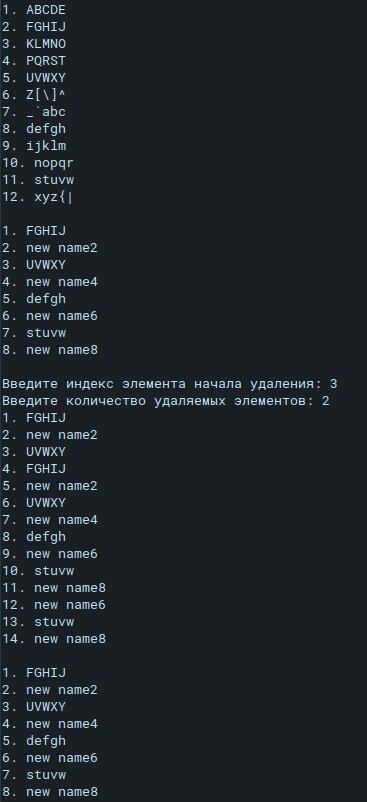 1. ABCDE
2. FGHIJ
3. KLMNO
4. PQRST
5. UVWXY
6. Z[\]^
7. _`abc
8. defgh
9. ijklm
10. nopqr
11. stuvw
12. xyz{|
1. FGHIJ
2. new name2
3. UVWXY
4. new name4
5. defgh
6. new name6
7. stuvw
8. new name8
Введите индекс элемента начала удаления: 3
Введите количество удаляемых элементов: 2
1. FGHIJ
2. new name2
3. UVWXY
4. FGHIJ
5. new name2
6. UVWXY
7. new name4
8. defgh
9. new name6
10. stuvw
11. new name8
12. new name6
13. stuvw
14. new name8
1. FGHIJ
2. new name2
3. UVWXY
4. new name4
5. defgh
6. new name6
7. stuvw
8. new name8